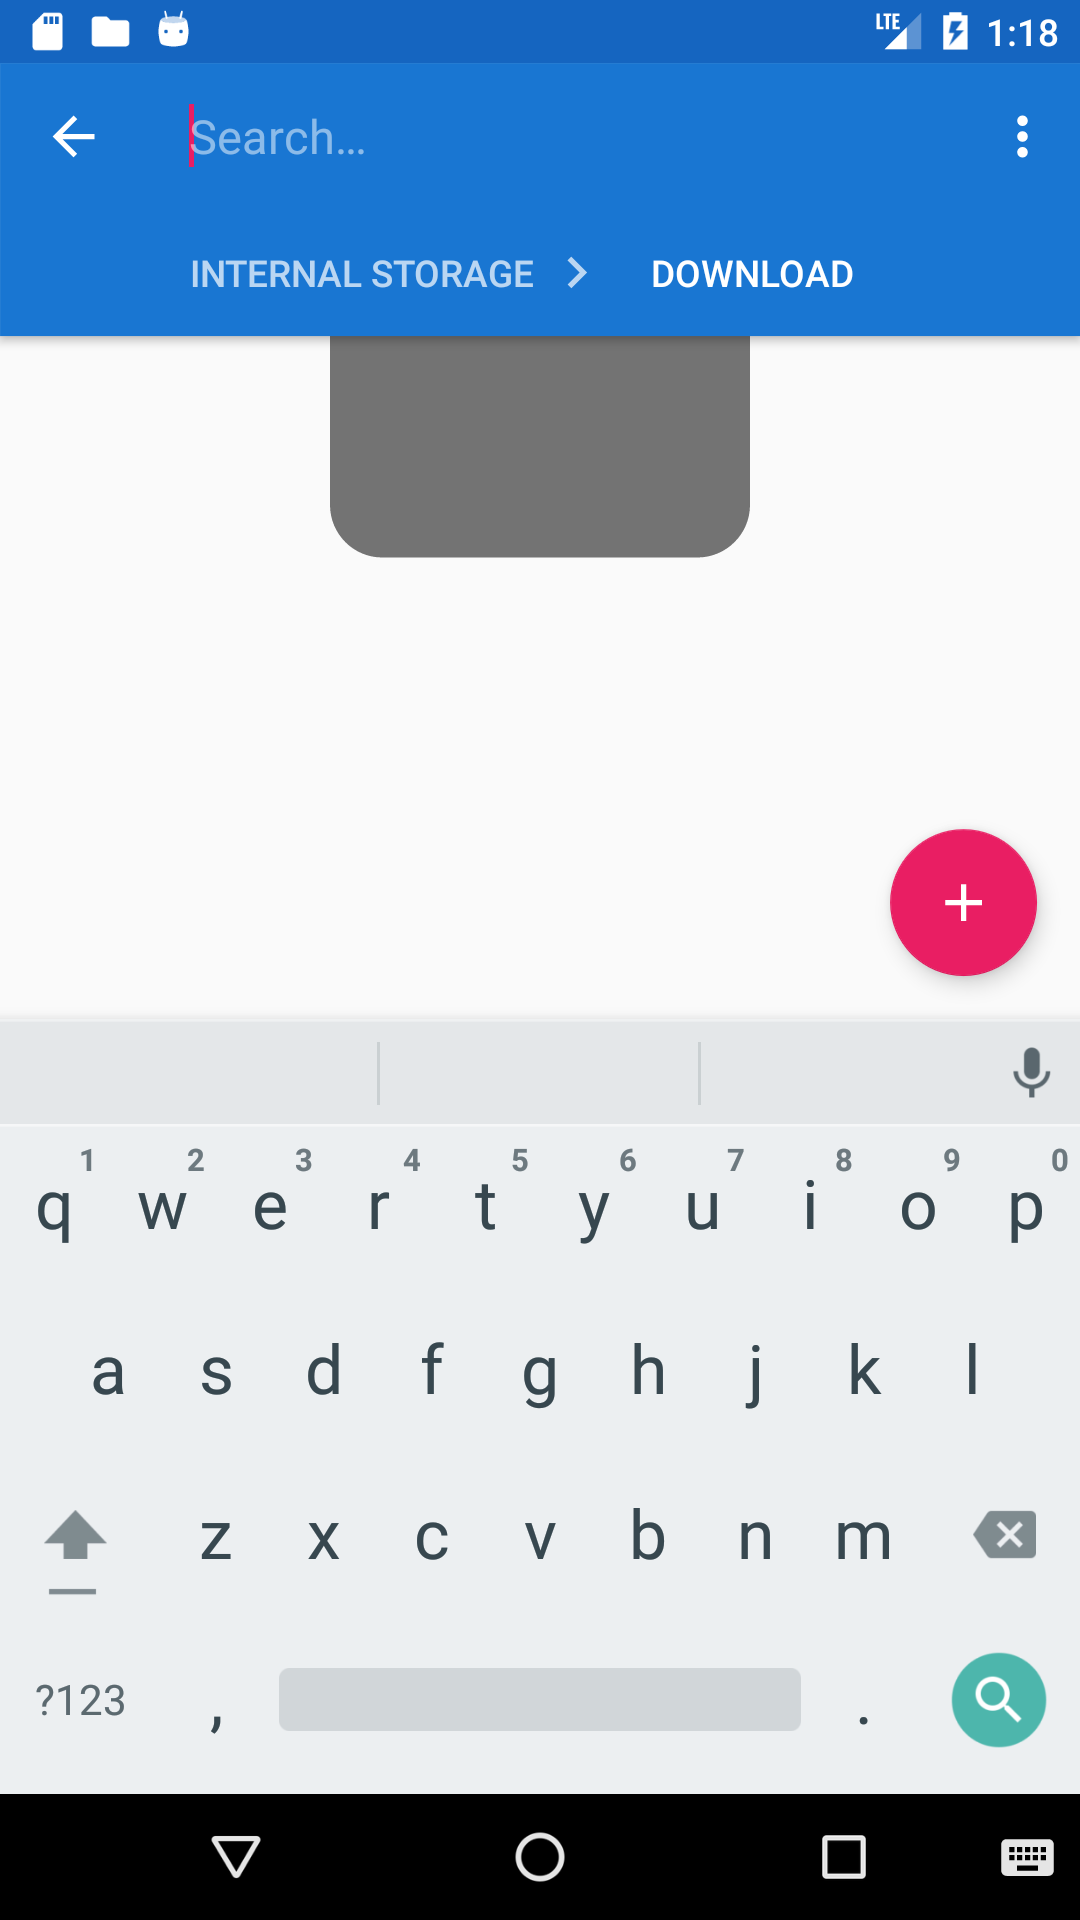 LTE 1:18
Search...
INTERNAL STORAGE DOWNLOAD
1 2 3 4 5 6 7 8 9 0
q w e r t y u i o p
a s d f g h j k l
z x c v b n m
?123 , .